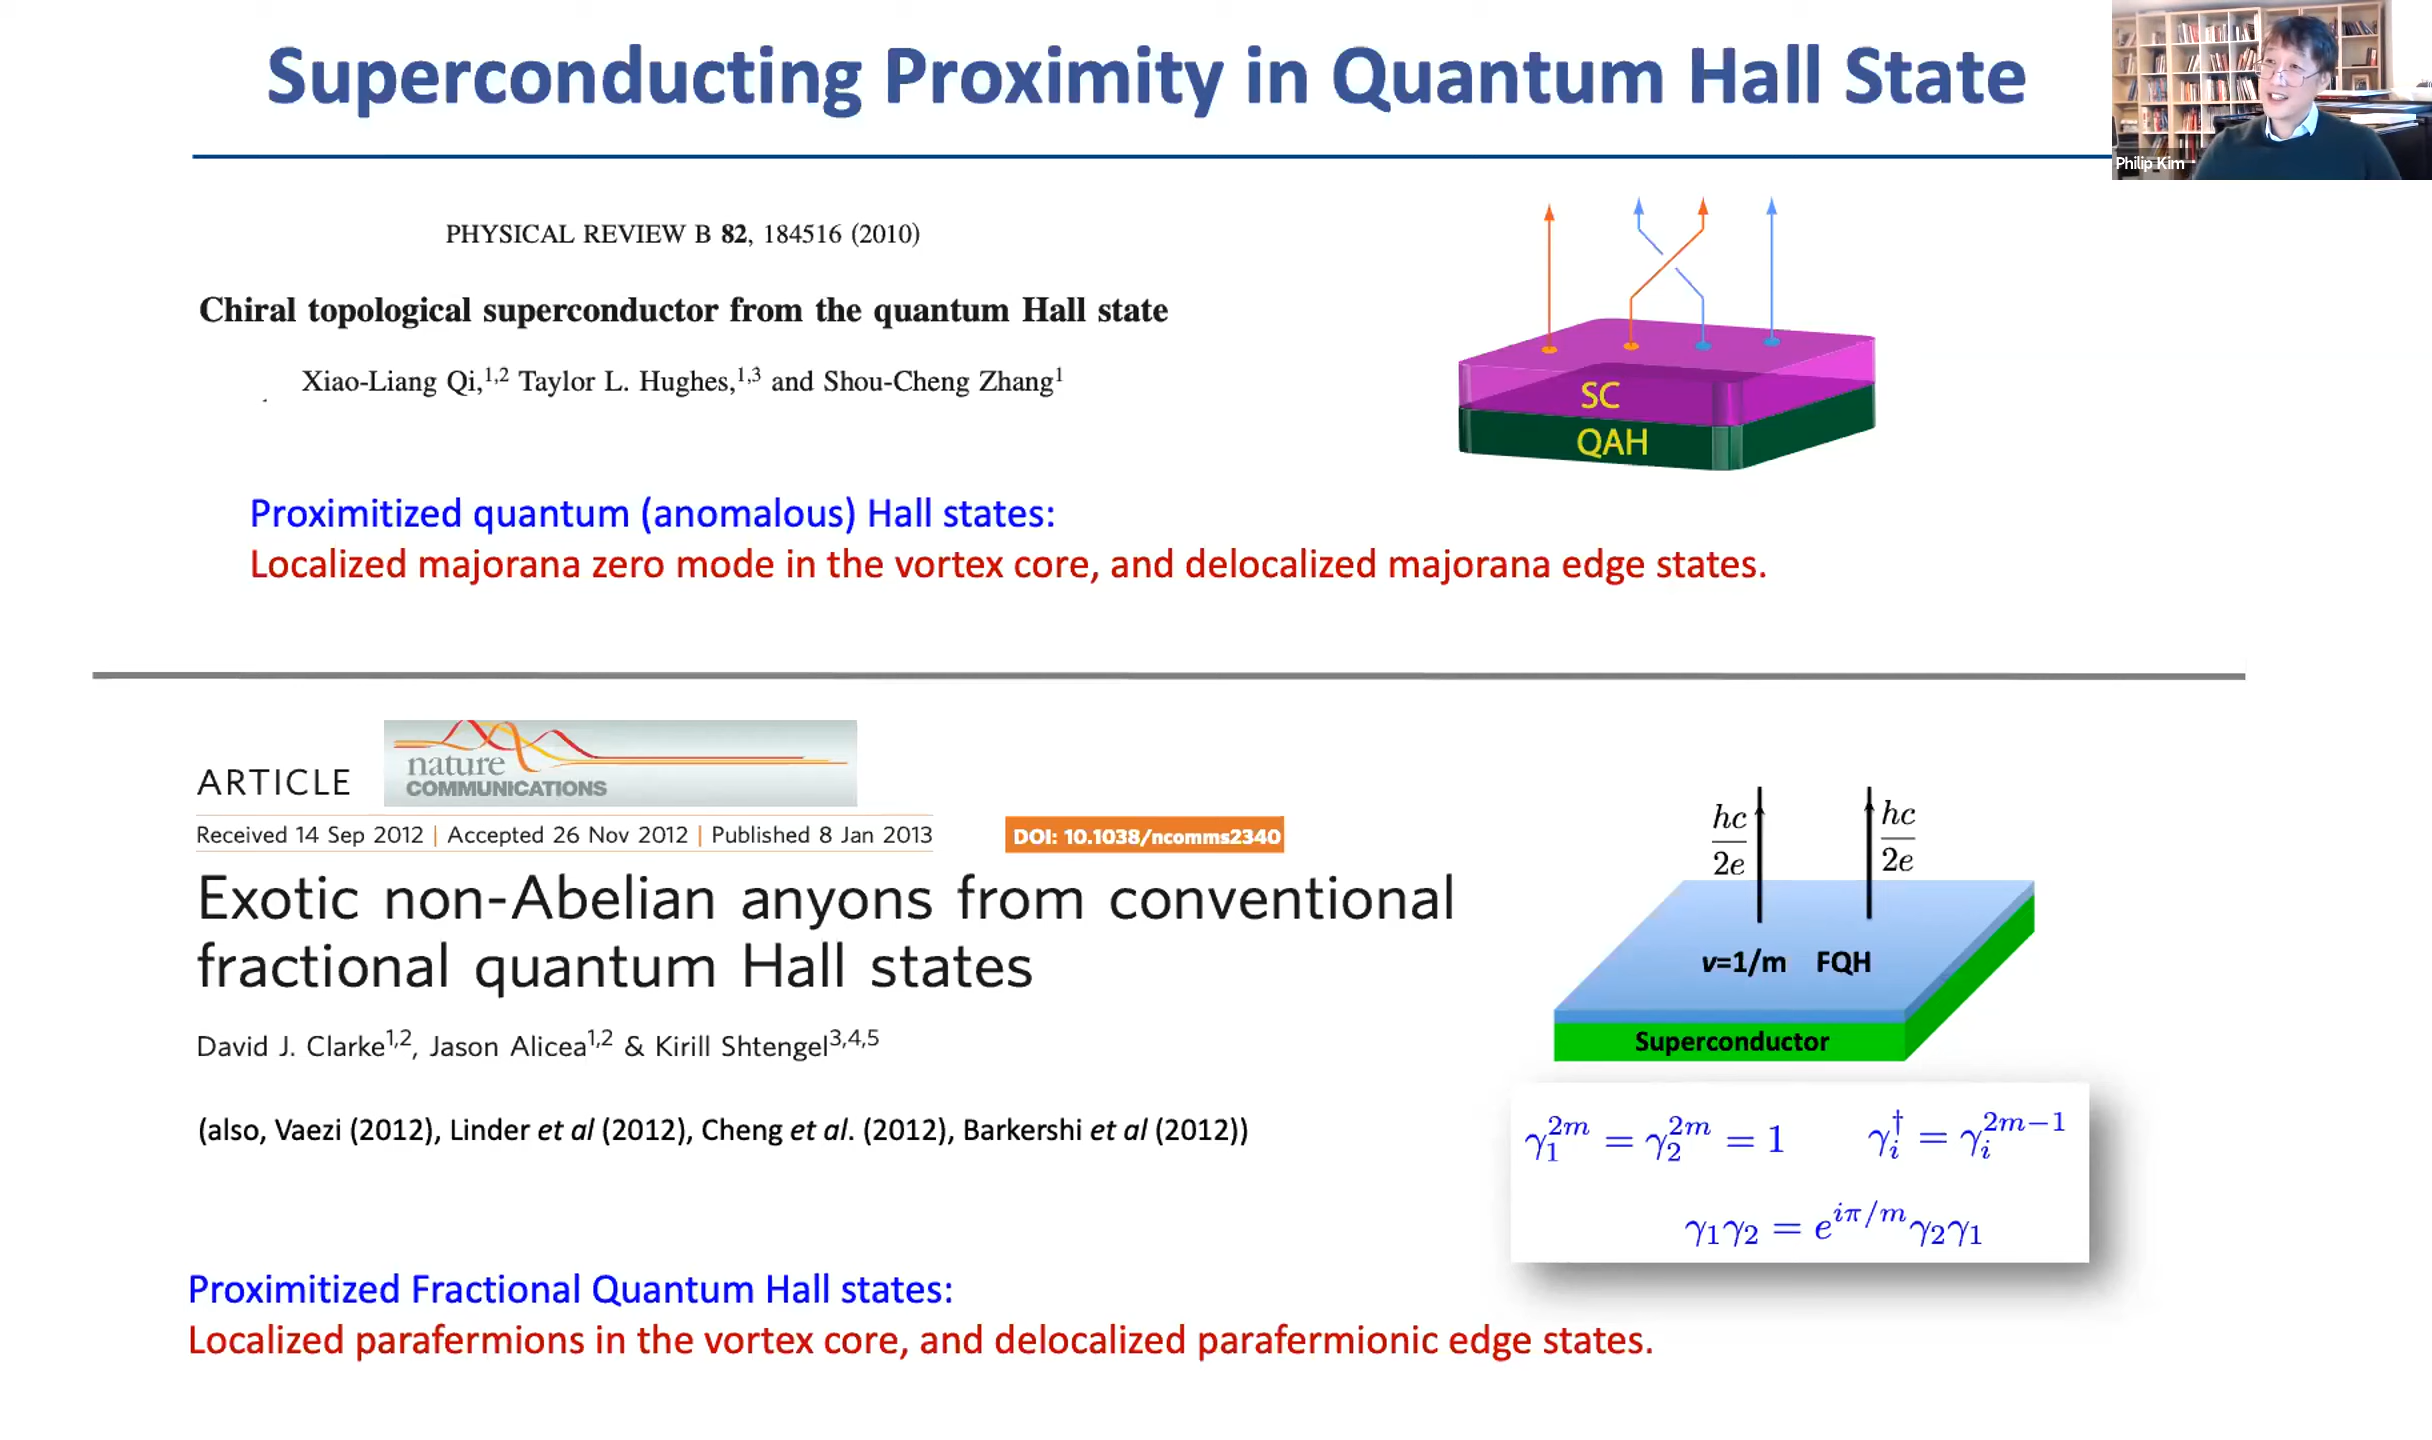 Superconducting Proximity in Quantum Hall State
Philip Kim
PHYSICAL REVIEW B 82, 184516 (2010)
Chiral topological superconductor from the quantum Hall state
Xiao-Liang Qi,1,2 Taylor L. Hughes,1,3 and Shou-Cheng Zhang1
SC
QAH
Proximitized quantum (anomalous) Hall states:
Localized majorana zero mode in the vortex core, and delocalized majorana edge states.
ARTICLE
nature
COMMUNICATIONS
Received 14 Sep 2012 | Accepted 26 Nov 2012 | Published 8 Jan 2013
DOI: 10.1038/ncomms2340
Exotic non-Abelian anyons from conventional
fractional quantum Hall states
David J. Clarke1,2, Jason Alicea1,2 & Kirill Shtengel3,4,5
(also, Vaezi (2012), Linder et al (2012), Cheng et al. (2012), Barkershi et al (2012))
hc/2e hc/2e
ν=1/m FQH
Superconductor
γ₁^{2m} = γ₂^{2m} = 1 γᵢ^† = γᵢ^{2m−1}
γ₁γ₂ = e^{iπ/m}γ₂γ₁
Proximitized Fractional Quantum Hall states:
Localized parafermions in the vortex core, and delocalized parafermionic edge states.